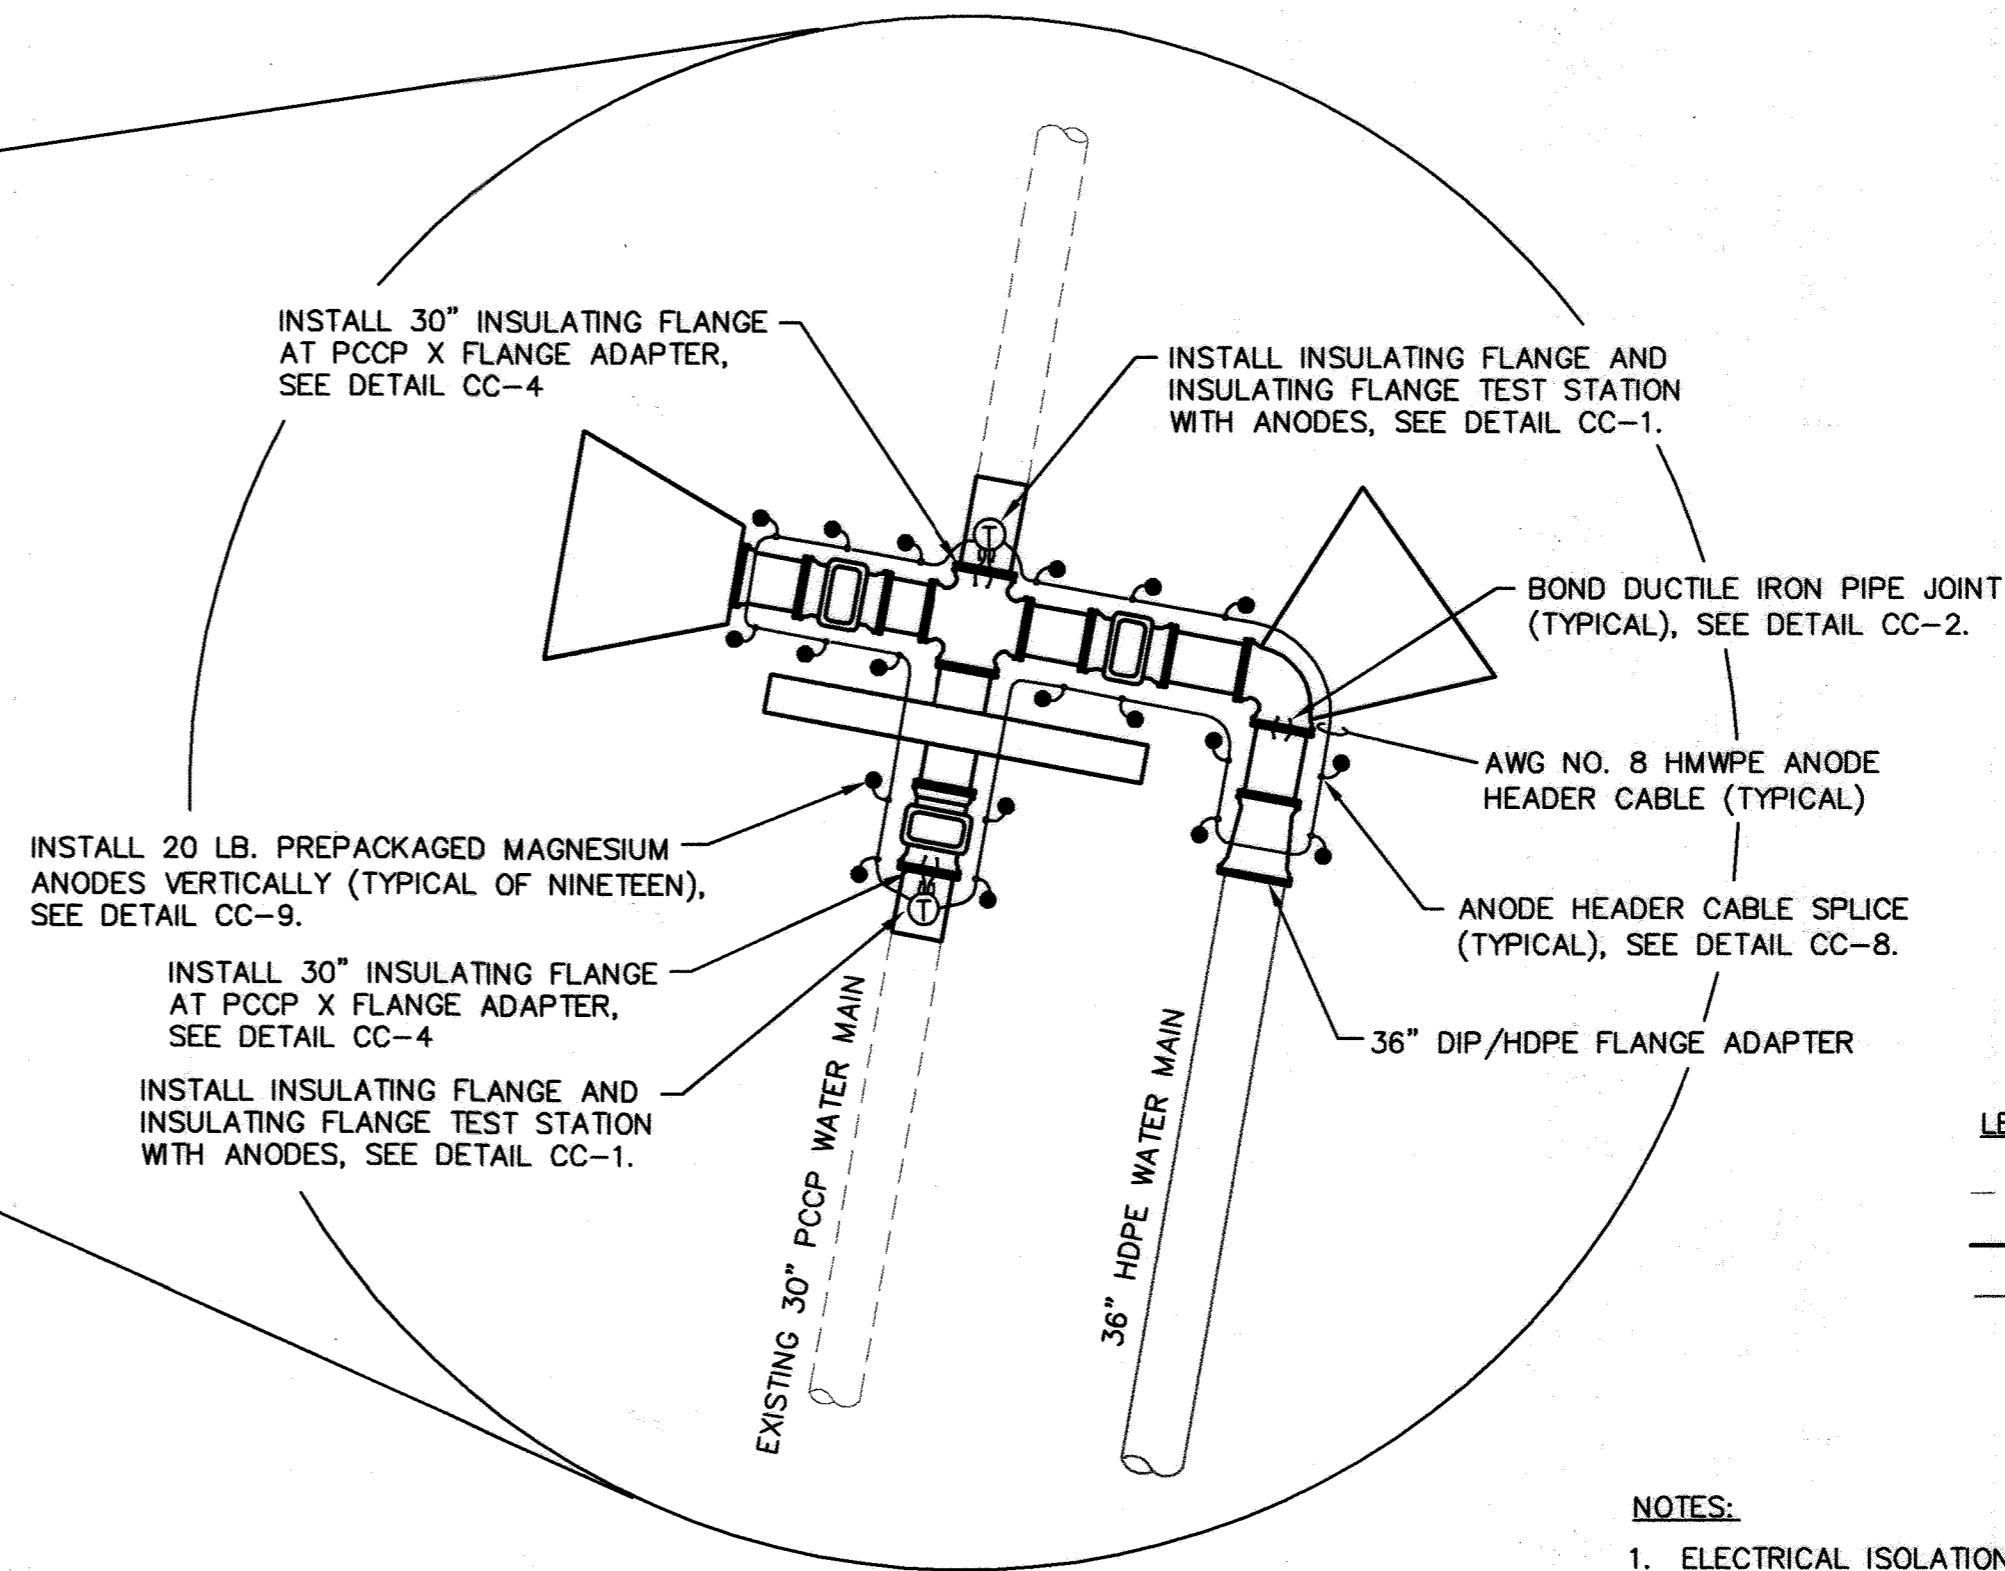 INSTALL 30" INSULATING FLANGE
AT PCCP X FLANGE ADAPTER,
SEE DETAIL CC-4
INSTALL INSULATING FLANGE AND
INSULATING FLANGE TEST STATION
WITH ANODES, SEE DETAIL CC-1.
T
BOND DUCTILE IRON PIPE JOINT
(TYPICAL), SEE DETAIL CC-2.
AWG NO. 8 HMWPE ANODE
HEADER CABLE (TYPICAL)
INSTALL 20 LB. PREPACKAGED MAGNESIUM
ANODES VERTICALLY (TYPICAL OF NINETEEN),
SEE DETAIL CC-9.
T
ANODE HEADER CABLE SPLICE
(TYPICAL), SEE DETAIL CC-8.
INSTALL 30" INSULATING FLANGE
AT PCCP X FLANGE ADAPTER,
SEE DETAIL CC-4
36" DIP/HDPE FLANGE ADAPTER
INSTALL INSULATING FLANGE AND
INSULATING FLANGE TEST STATION
WITH ANODES, SEE DETAIL CC-1.
EXISTING 30" PCCP WATER MAIN
36" HDPE WATER MAIN
NOTES:
1. ELECTRICAL ISOLATION